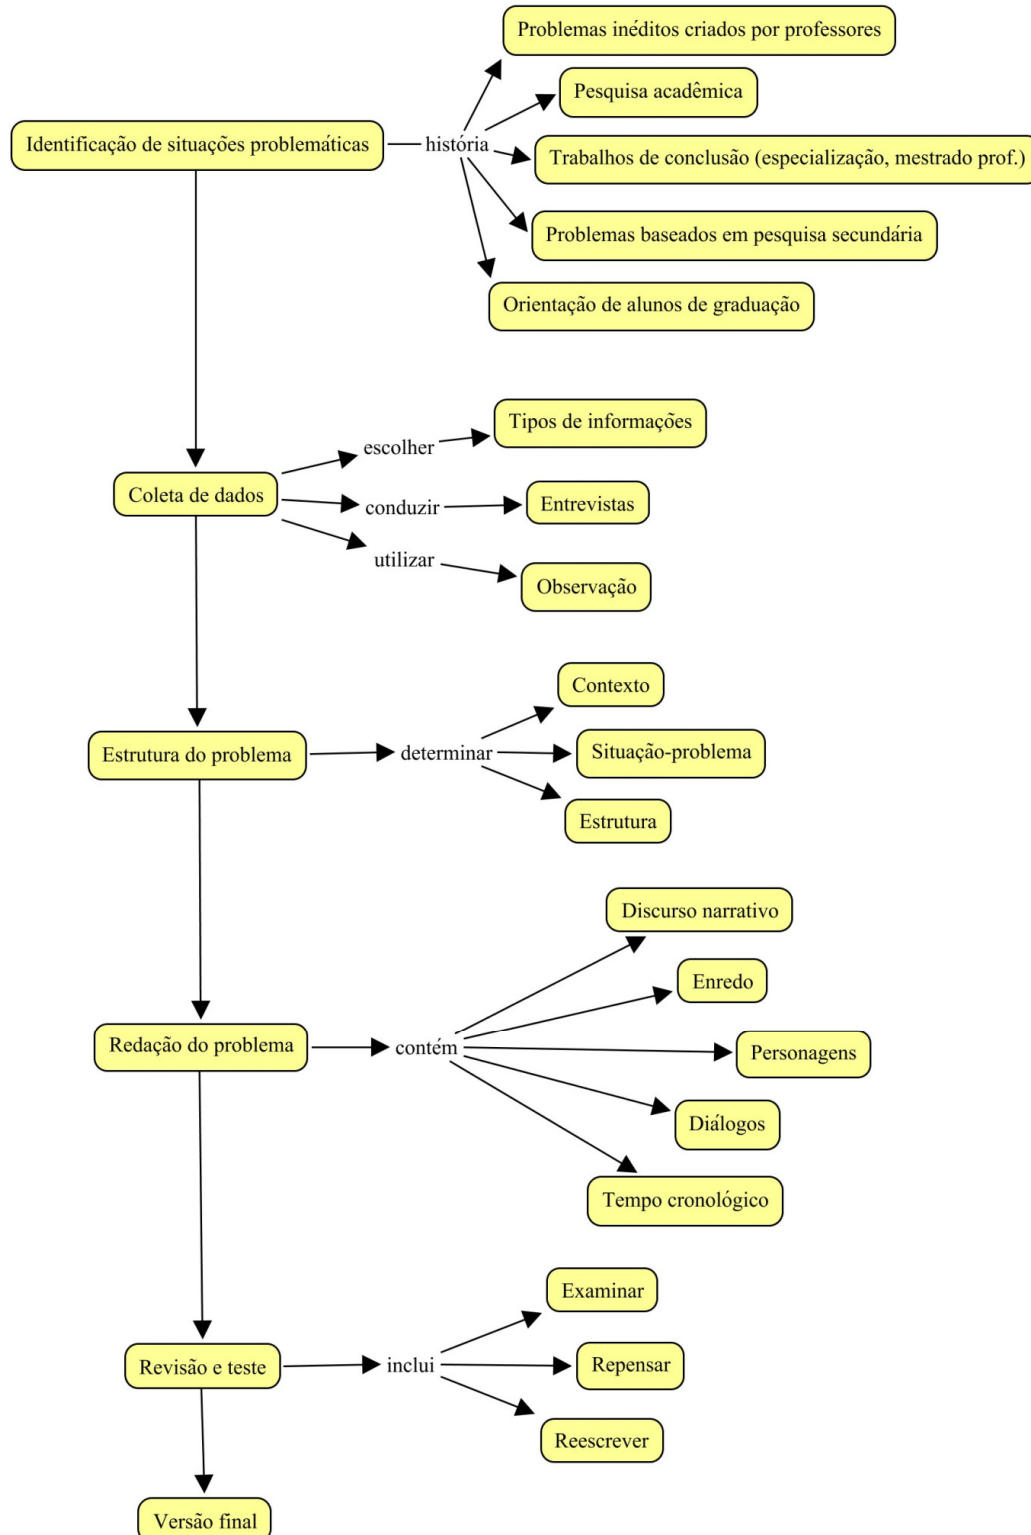 Problemas inéditos criados por professores
Pesquisa acadêmica
Identificação de situações problemáticas
história
Trabalhos de conclusão (especialização, mestrado prof.)
Problemas baseados em pesquisa secundária
Orientação de alunos de graduação
Tipos de informações
escolher
Coleta de dados
conduzir
Entrevistas
utilizar
Observação
Contexto
Estrutura do problema
determinar
Situação-problema
Estrutura
Discurso narrativo
Enredo
Redação do problema
contém
Personagens
Diálogos
Tempo cronológico
Examinar
Revisão e teste
inclui
Repensar
Reescrever
Versão final